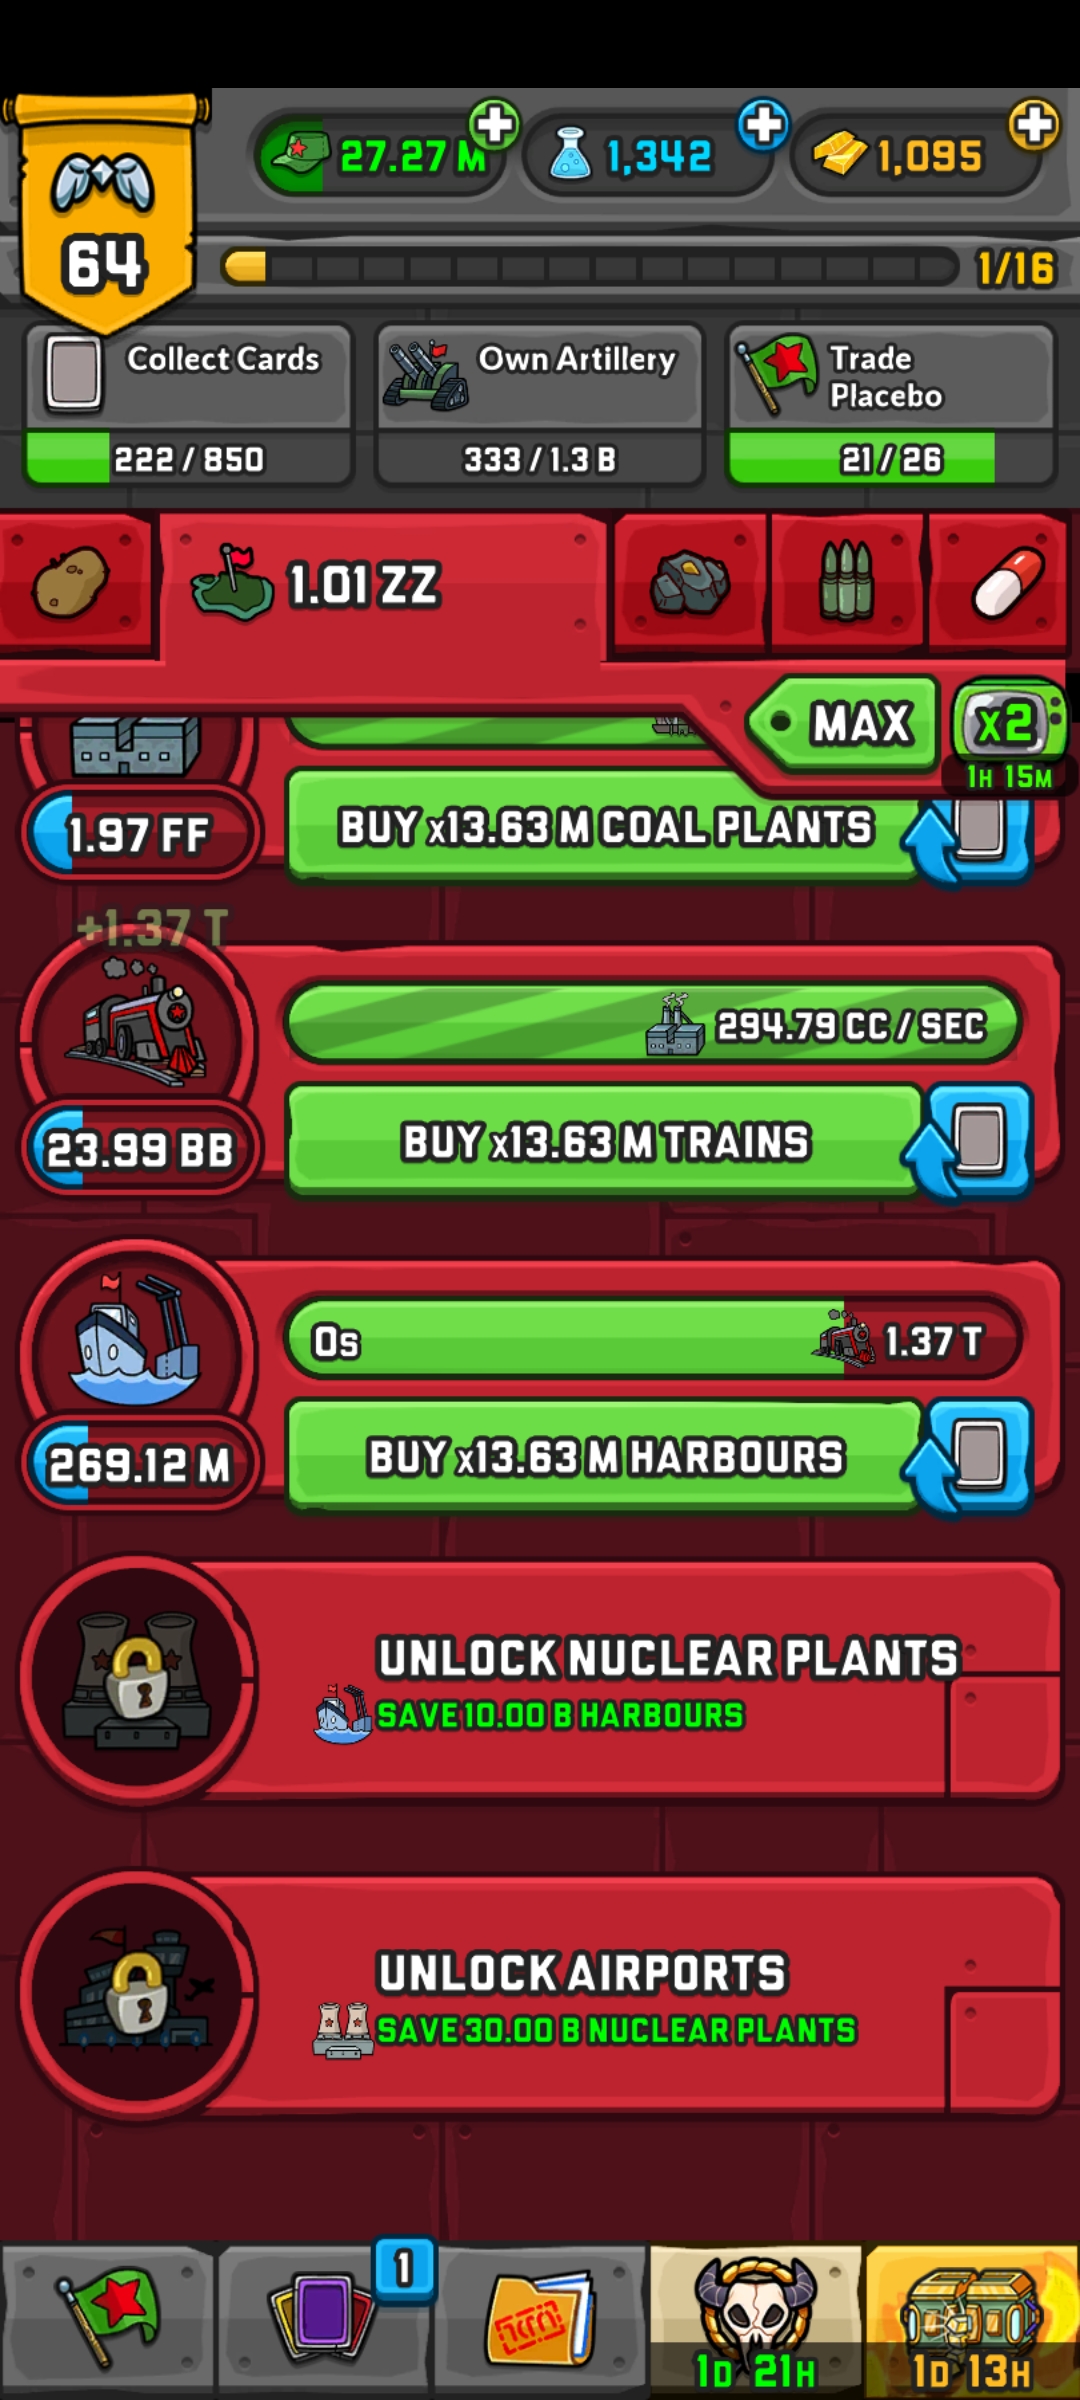 27.27 M
1,342
1,095
64
1/16
Collect Cards
222 / 850
Own Artillery
333 / 1.3 B
Trade
Placebo
21 / 26
1.01 ZZ
MAX
X2
1H 15M
1.97 FF
BUY x13.63 M COAL PLANTS
+1.37 T
294.79 CC / SEC
23.99 BB
BUY x13.63 M TRAINS
0s
1.37 T
269.12 M
BUY x13.63 M HARBOURS
UNLOCK NUCLEAR PLANTS
SAVE 10.00 B HARBOURS
UNLOCK AIRPORTS
SAVE 30.00 B NUCLEAR PLANTS
1
1D 21H
1D 13H